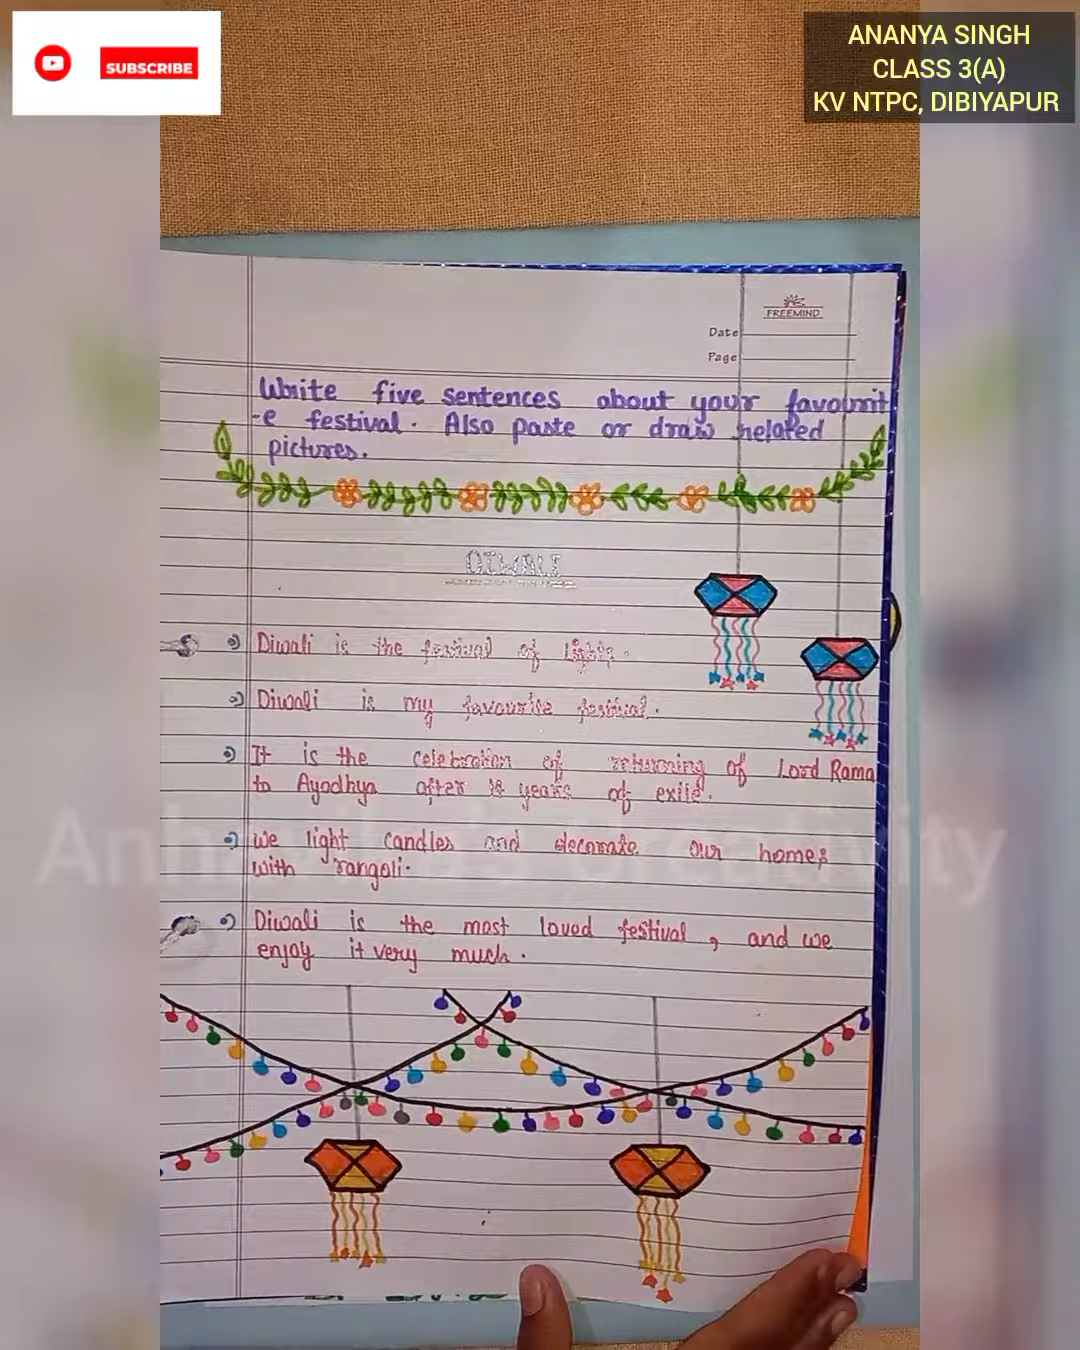 SUBSCRIBE
ANANYA SINGH
CLASS 3(A)
KV NTPC, DIBIYAPUR
FREEMIND
Date
Page
Write five sentences about your favourit
-e festival. Also paste or draw related
pictures.
DIWALI
Diwali is the festival of lights.
Diwali is my favourite festival.
It is the celebration of returning of Lord Rama
to Ayodhya after 14 years of exile.
we light candles and decorate our homes
with rangoli.
Diwali is the most loved festival, and we
enjoy it very much.